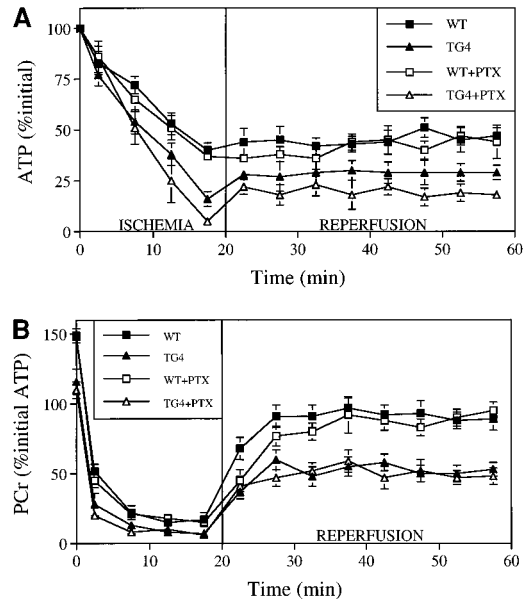 A
100
75
50
25
0
ATP (%initial)
WT
TG4
WT+PTX
TG4+PTX
ISCHEMIA
REPERFUSION
0
10
20
30
40
50
60
Time (min)
B
150
100
50
0
PCr (%initial ATP)
WT
TG4
WT+PTX
TG4+PTX
REPERFUSION
0
10
20
30
40
50
60
Time (min)